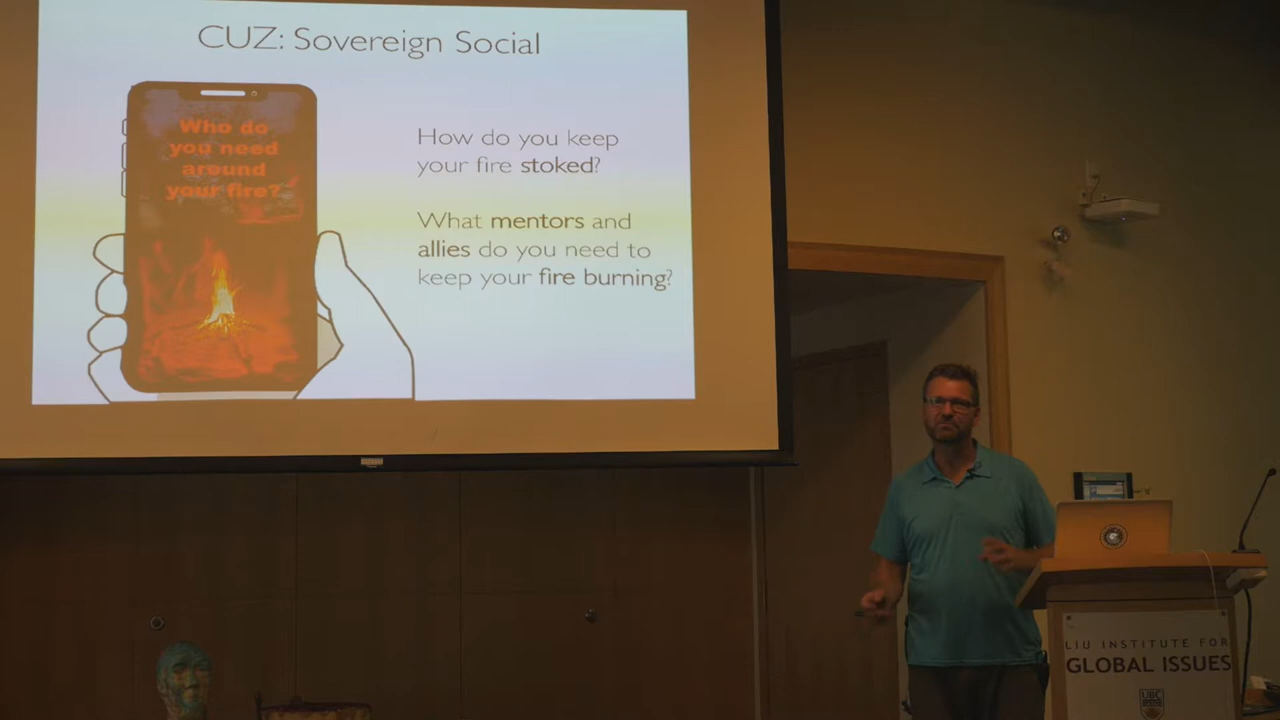 CUZ: Sovereign Social
Who do
you need
around
your fire?
How do you keep
your fire stoked?
What mentors and
allies do you need to
keep your fire burning?
LIU INSTITUTE FOR
GLOBAL ISSUES
UBC